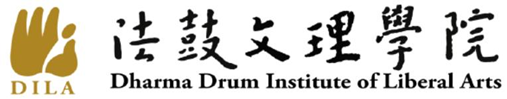 法鼓文理學院
DILA
Dharma Drum Institute of Liberal Arts